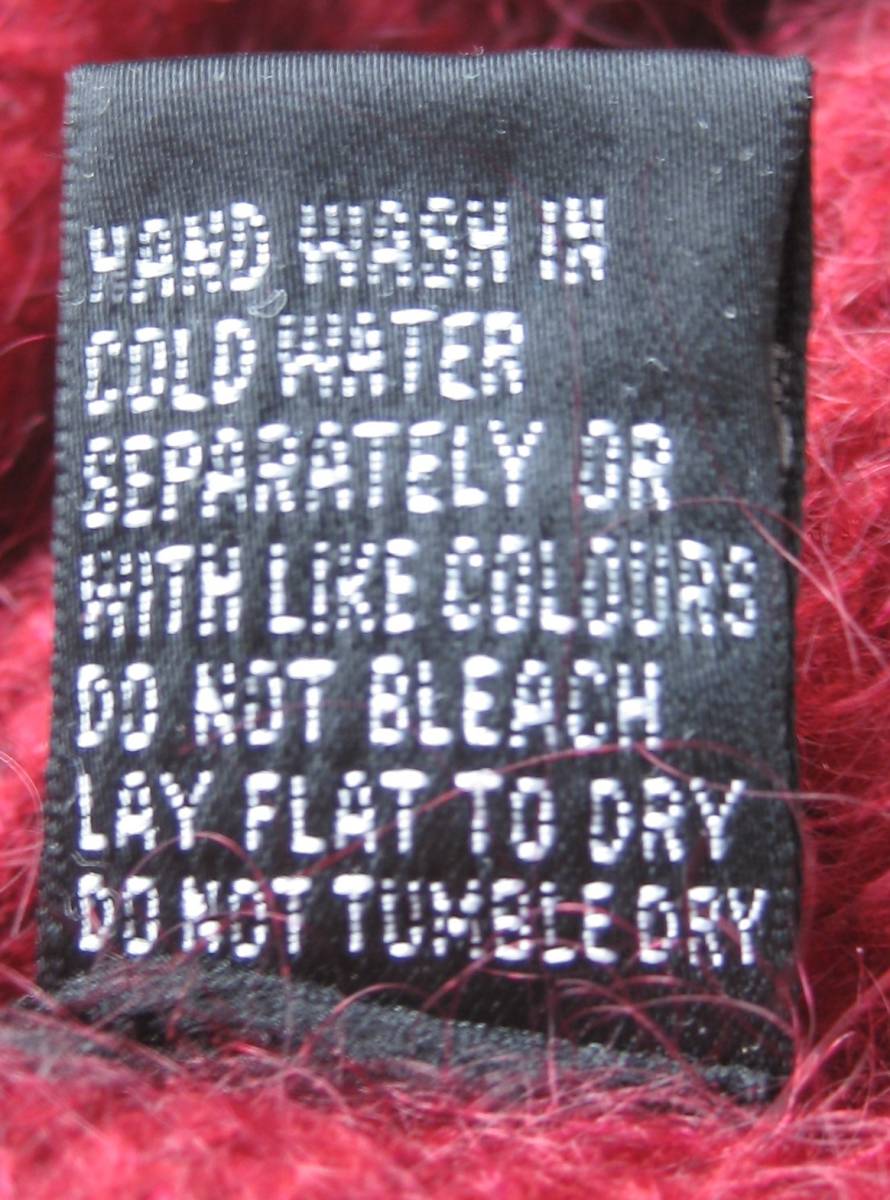 HAND WASH IN
COLD WATER
SEPARATELY OR
WITH LIKE COLOURS
DO NOT BLEACH
LAY FLAT TO DRY
DO NOT TUMBLE DRY